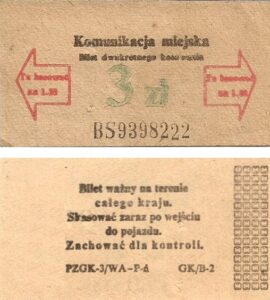 Komunikacja miejska
Bilet dwukrotnego kasowania
Tu kasować
za 1.50
3 zł
Tu kasować
za 1.50
BS9398222
Bilet ważny na terenie
całego kraju.
Skasować zaraz po wejściu
do pojazdu.
Zachować dla kontroli.
PZGK-3/WA-P-d GK/B-2